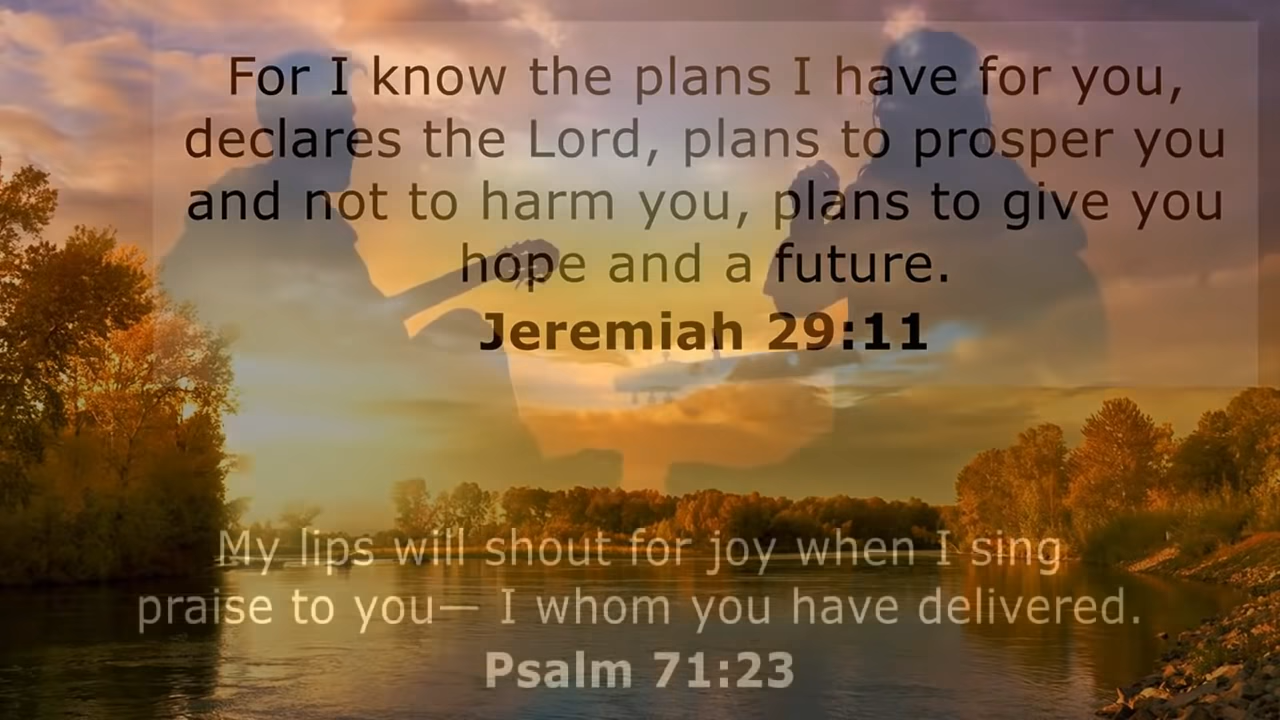 For I know the plans I have for you,
declares the Lord, plans to prosper you
and not to harm you, plans to give you
hope and a future.
Jeremiah 29:11
My lips will shout for joy when I sing
praise to you— I whom you have delivered.
Psalm 71:23